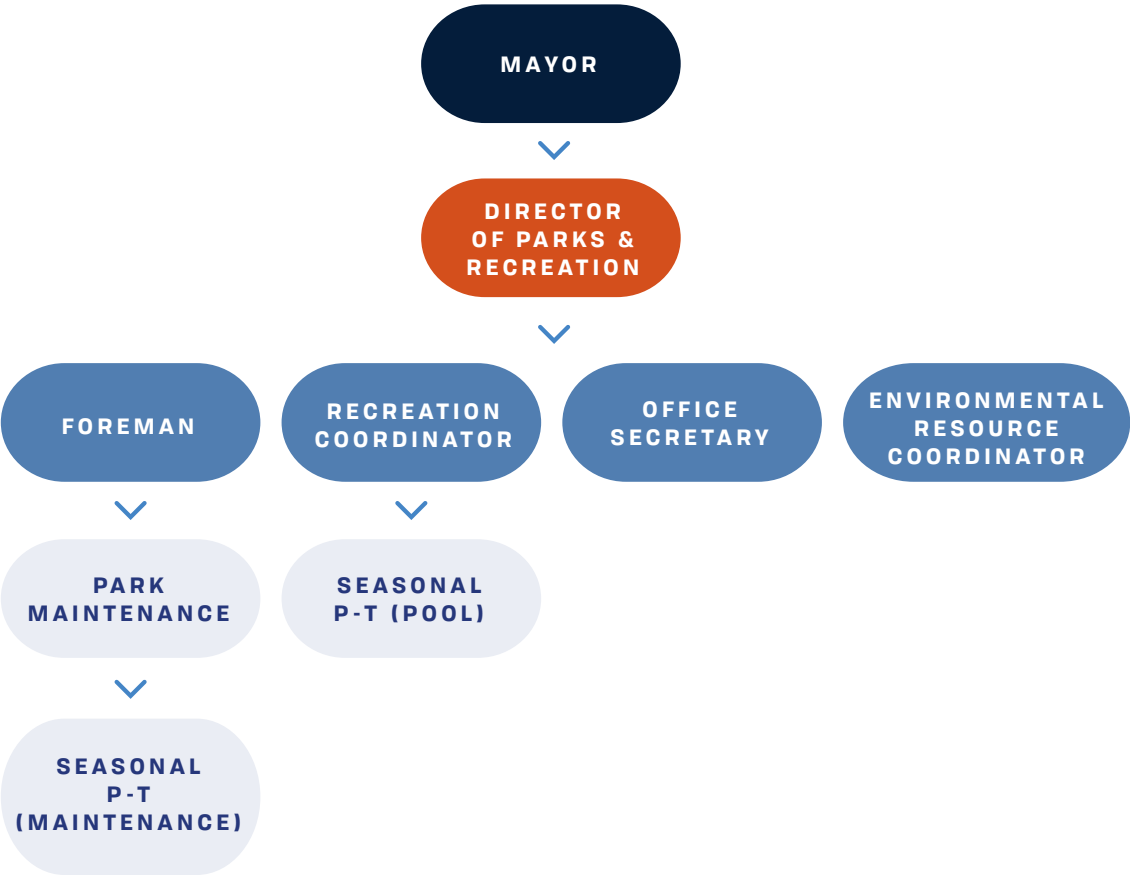 MAYOR
DIRECTOR
OF PARKS &
RECREATION
FOREMAN
RECREATION
COORDINATOR
OFFICE
SECRETARY
ENVIRONMENTAL
RESOURCE
COORDINATOR
PARK
MAINTENANCE
SEASONAL
P-T (POOL)
SEASONAL
P-T
(MAINTENANCE)